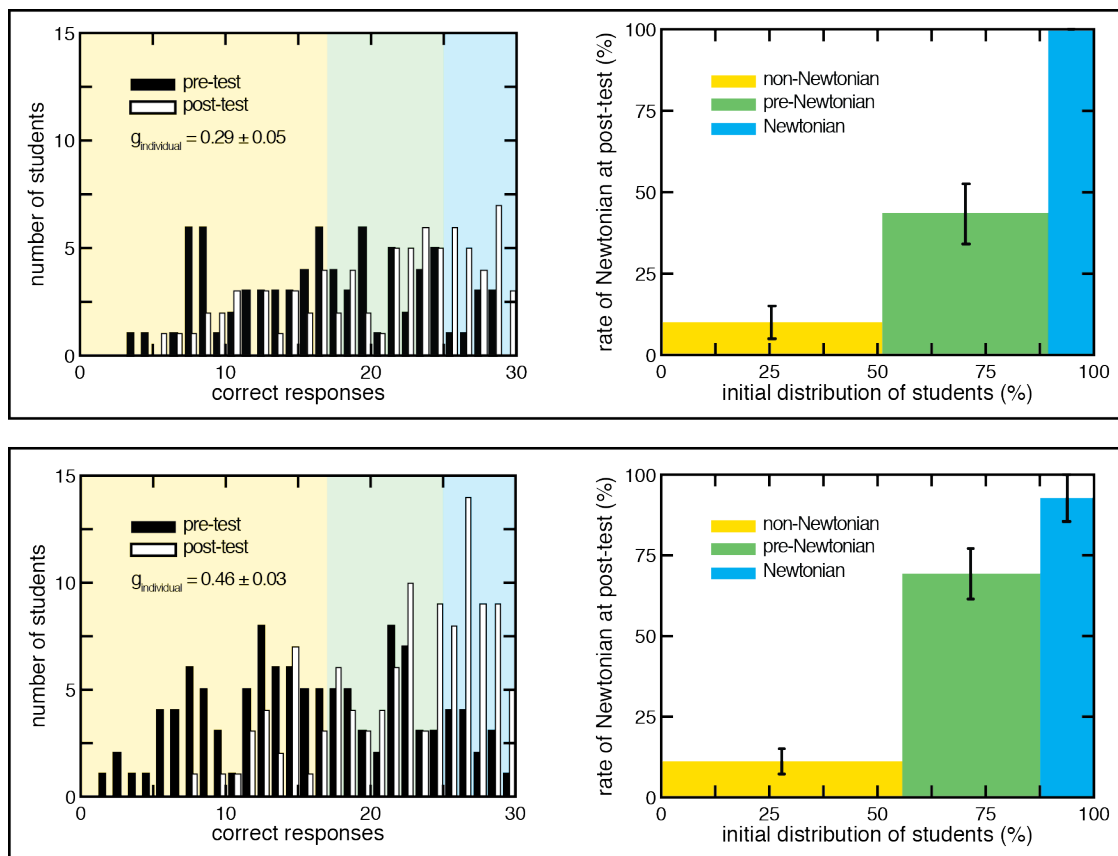 15
10
5
0
0
10
20
30
number of students
correct responses
pre-test
post-test
gindividual = 0.29 ± 0.05
100
75
50
25
0
0
25
50
75
100
rate of Newtonian at post-test (%)
initial distribution of students (%)
non-Newtonian
pre-Newtonian
Newtonian
15
10
5
0
0
10
20
30
number of students
correct responses
pre-test
post-test
gindividual = 0.46 ± 0.03
100
75
50
25
0
0
25
50
75
100
rate of Newtonian at post-test (%)
initial distribution of students (%)
non-Newtonian
pre-Newtonian
Newtonian